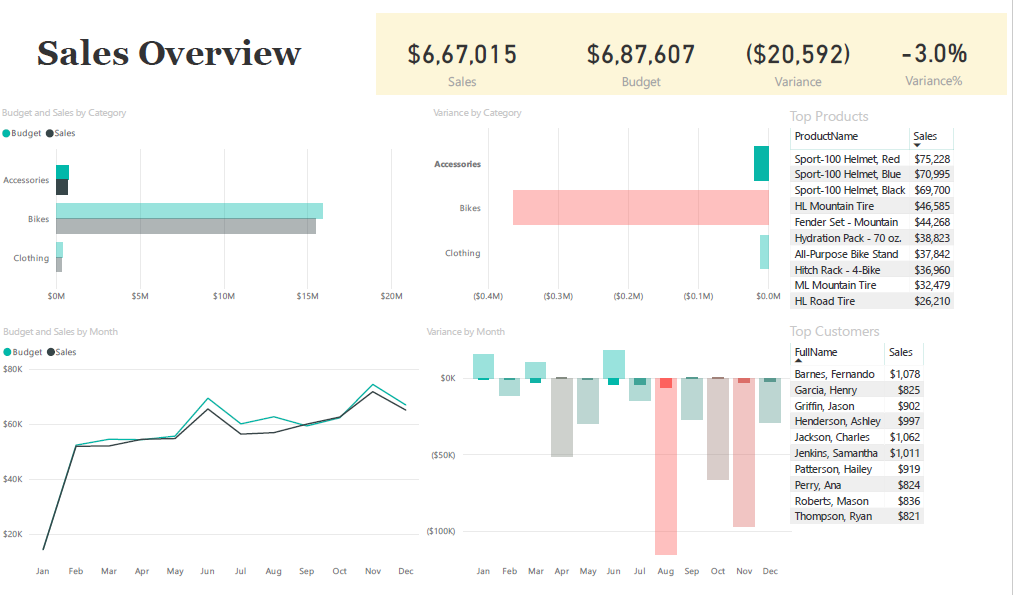 Sales Overview
$6,67,015
Sales
$6,87,607
Budget
($20,592)
Variance
-3.0%
Variance%
Budget and Sales by Category
Budget Sales
Accessories
Bikes
Clothing
$0M $5M $10M $15M $20M
Variance by Category
Accessories
Bikes
Clothing
($0.4M) ($0.3M) ($0.2M) ($0.1M) $0.0M
Top Products
ProductName Sales
Sport-100 Helmet, Red $75,228
Sport-100 Helmet, Blue $70,995
Sport-100 Helmet, Black $69,700
HL Mountain Tire $46,585
Fender Set - Mountain $44,268
Hydration Pack - 70 oz. $38,823
All-Purpose Bike Stand $37,842
Hitch Rack - 4-Bike $36,960
ML Mountain Tire $32,479
HL Road Tire $26,210
Budget and Sales by Month
Budget Sales
$80K
$60K
$40K
$20K
Jan Feb Mar Apr May Jun Jul Aug Sep Oct Nov Dec
Variance by Month
$0K
($50K)
($100K)
Jan Feb Mar Apr May Jun Jul Aug Sep Oct Nov Dec
Top Customers
FullName Sales
Barnes, Fernando $1,078
Garcia, Henry $825
Griffin, Jason $902
Henderson, Ashley $997
Jackson, Charles $1,062
Jenkins, Samantha $1,011
Patterson, Hailey $919
Perry, Ana $824
Roberts, Mason $836
Thompson, Ryan $821